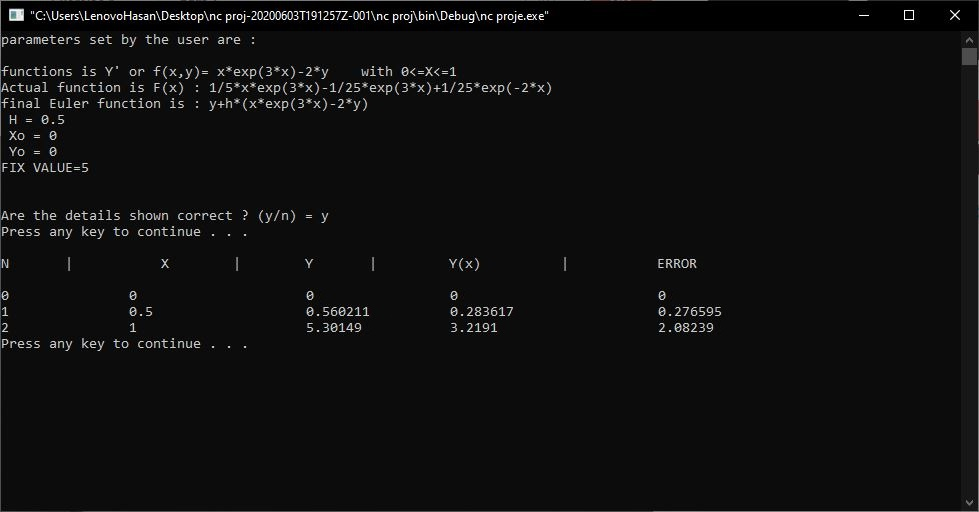 "C:\Users\LenovoHasan\Desktop\nc proj-20200603T191257Z-001\nc proj\bin\Debug\nc proje.exe"
parameters set by the user are :
functions is Y' or f(x,y)= x*exp(3*x)-2*y    with 0<=X<=1
Actual function is F(x) : 1/5*x*exp(3*x)-1/25*exp(3*x)+1/25*exp(-2*x)
final Euler function is : y+h*(x*exp(3*x)-2*y)
H = 0.5
Xo = 0
Yo = 0
FIX VALUE=5
Are the details shown correct ? (y/n) = y
Press any key to continue . . .
N | X | Y | Y(x) | ERROR
0 0 0 0 0
1 0.5 0.560211 0.283617 0.276595
2 1 5.30149 3.2191 2.08239
Press any key to continue . . .